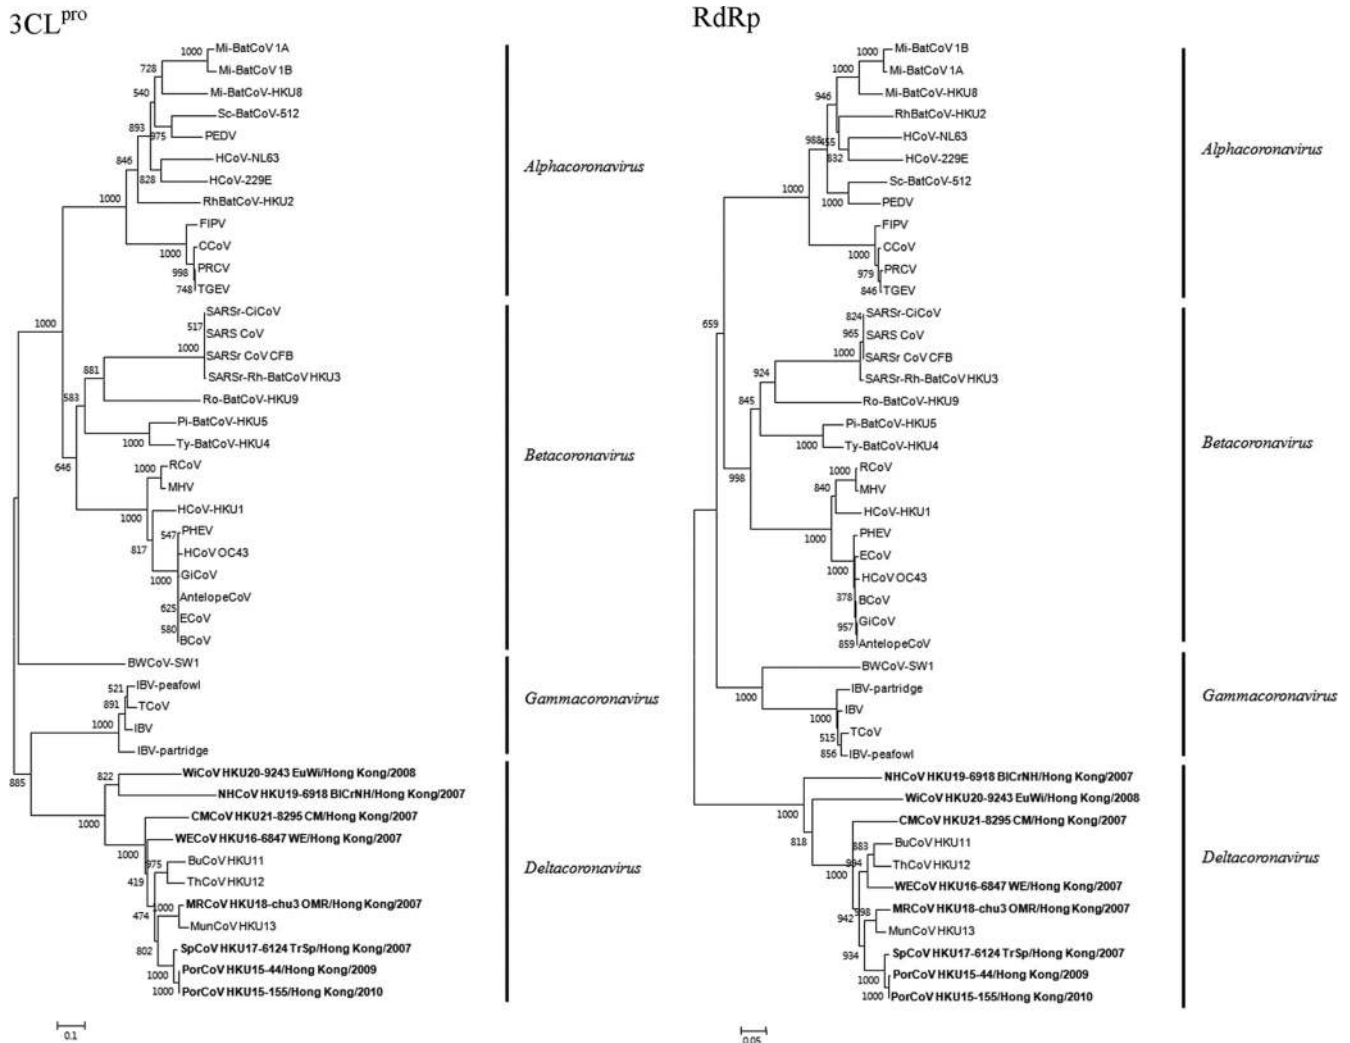 3CLpro
1000
Mi-BatCoV 1A
728
Mi-BatCoV 1B
540
Mi-BatCoV-HKU8
Sc-BatCoV-512
893
975
PEDV
846
HCoV-NL63
828
HCoV-229E
1000
RhBatCoV-HKU2
FIPV
1000
CCoV
998
PRCV
748
TGEV
Alphacoronavirus
1000
SARSr-CiCoV
517
SARS CoV
1000
SARSr CoV CFB
881
SARSr-Rh-BatCoV HKU3
583
Ro-BatCoV-HKU9
Pi-BatCoV-HKU5
1000
Ty-BatCoV-HKU4
646
1000
RCoV
MHV
1000
HCoV-HKU1
547
PHEV
817
HCoV OC43
1000
GiCoV
AntelopeCoV
625
ECoV
580
BCoV
Betacoronavirus
BWCoV-SW1
521
IBV-peafowl
891
TCoV
1000
IBV
IBV-partridge
Gammacoronavirus
885
822
WiCoV HKU20-9243 EuWi/Hong Kong/2008
NHCoV HKU19-6918 BlCrNH/Hong Kong/2007
1000
CMCoV HKU21-8295 CM/Hong Kong/2007
WECoV HKU16-6847 WE/Hong Kong/2007
1000
975
BuCoV HKU11
419
ThCoV HKU12
1000
MRCoV HKU18-chu3 OMR/Hong Kong/2007
474
MunCoV HKU13
802
SpCoV HKU17-6124 TrSp/Hong Kong/2007
1000
PorCoV HKU15-44/Hong Kong/2009
1000
PorCoV HKU15-155/Hong Kong/2010
Deltacoronavirus
0.1
RdRp
1000
Mi-BatCoV 1B
1000
Mi-BatCoV 1A
946
Mi-BatCoV-HKU8
RhBatCoV-HKU2
988
455
HCoV-NL63
832
HCoV-229E
1000
Sc-BatCoV-512
1000
PEDV
FIPV
1000
CCoV
979
PRCV
846
TGEV
Alphacoronavirus
659
824
SARSr-CiCoV
965
SARS CoV
1000
SARSr CoV CFB
924
SARSr-Rh-BatCoV HKU3
845
Ro-BatCoV-HKU9
Pi-BatCoV-HKU5
1000
Ty-BatCoV-HKU4
998
1000
RCoV
840
MHV
HCoV-HKU1
1000
PHEV
ECoV
1000
HCoV OC43
378
BCoV
957
GiCoV
859
AntelopeCoV
Betacoronavirus
BWCoV-SW1
1000
IBV-partridge
1000
IBV
515
TCoV
856
IBV-peafowl
Gammacoronavirus
NHCoV HKU19-6918 BlCrNH/Hong Kong/2007
WiCoV HKU20-9243 EuWi/Hong Kong/2008
818
CMCoV HKU21-8295 CM/Hong Kong/2007
883
BuCoV HKU11
994
ThCoV HKU12
1000
WECoV HKU16-6847 WE/Hong Kong/2007
998
MRCoV HKU18-chu3 OMR/Hong Kong/2007
942
MunCoV HKU13
934
SpCoV HKU17-6124 TrSp/Hong Kong/2007
1000
PorCoV HKU15-44/Hong Kong/2009
1000
PorCoV HKU15-155/Hong Kong/2010
Deltacoronavirus
0.05